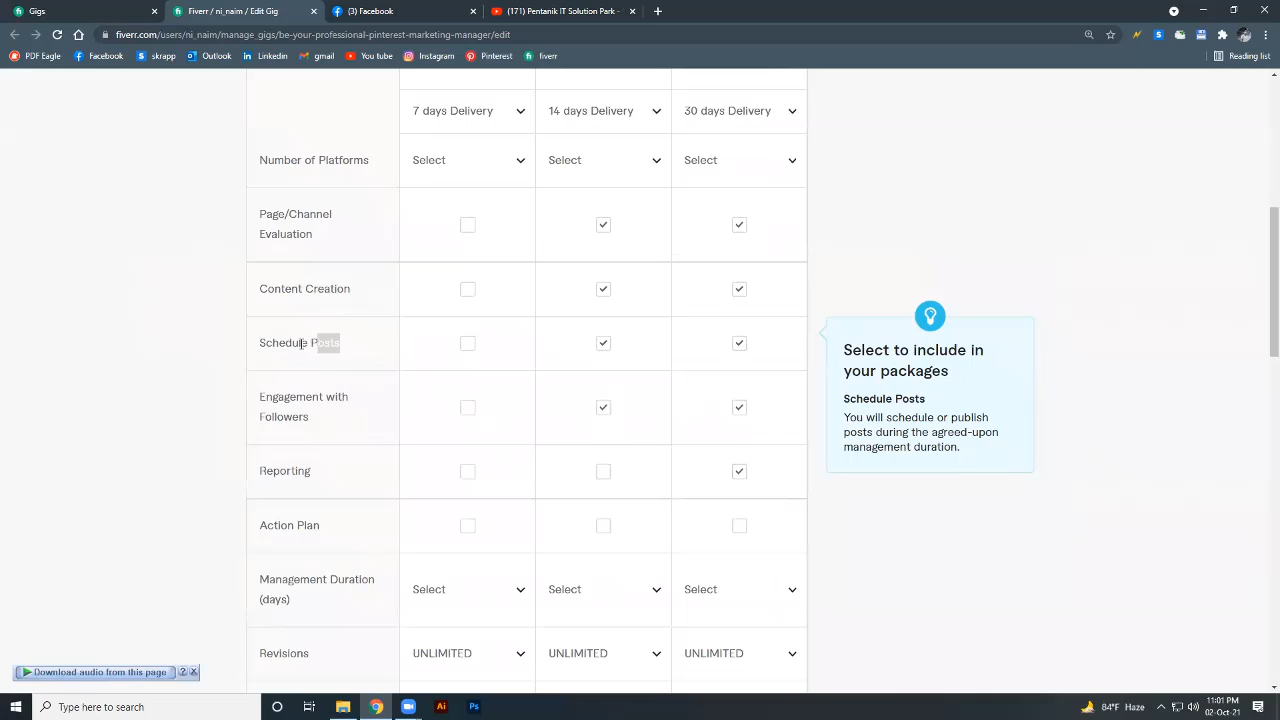 Gigs
Fiverr / ni_naim / Edit Gig
(3) Facebook
(171) Pentanik IT Solution Park -
fiverr.com/users/ni_naim/manage_gigs/be-your-professional-pinterest-marketing-manager/edit
PDF Eagle
Facebook
skrapp
Outlook
LinkedIn
gmail
You tube
Instagram
Pinterest
fiverr
Reading list
7 days Delivery
14 days Delivery
30 days Delivery
Number of Platforms
Select
Select
Select
Page/Channel
Evaluation
Content Creation
Schedule Posts
Engagement with
Followers
Reporting
Action Plan
Management Duration
(days)
Select
Select
Select
Revisions
UNLIMITED
UNLIMITED
UNLIMITED
Select to include in
your packages
Schedule Posts
You will schedule or publish
posts during the agreed-upon
management duration.
Download audio from this page
?
X
Type here to search
Ai
Ps
84°F Haze
11:01 PM
02-Oct-21